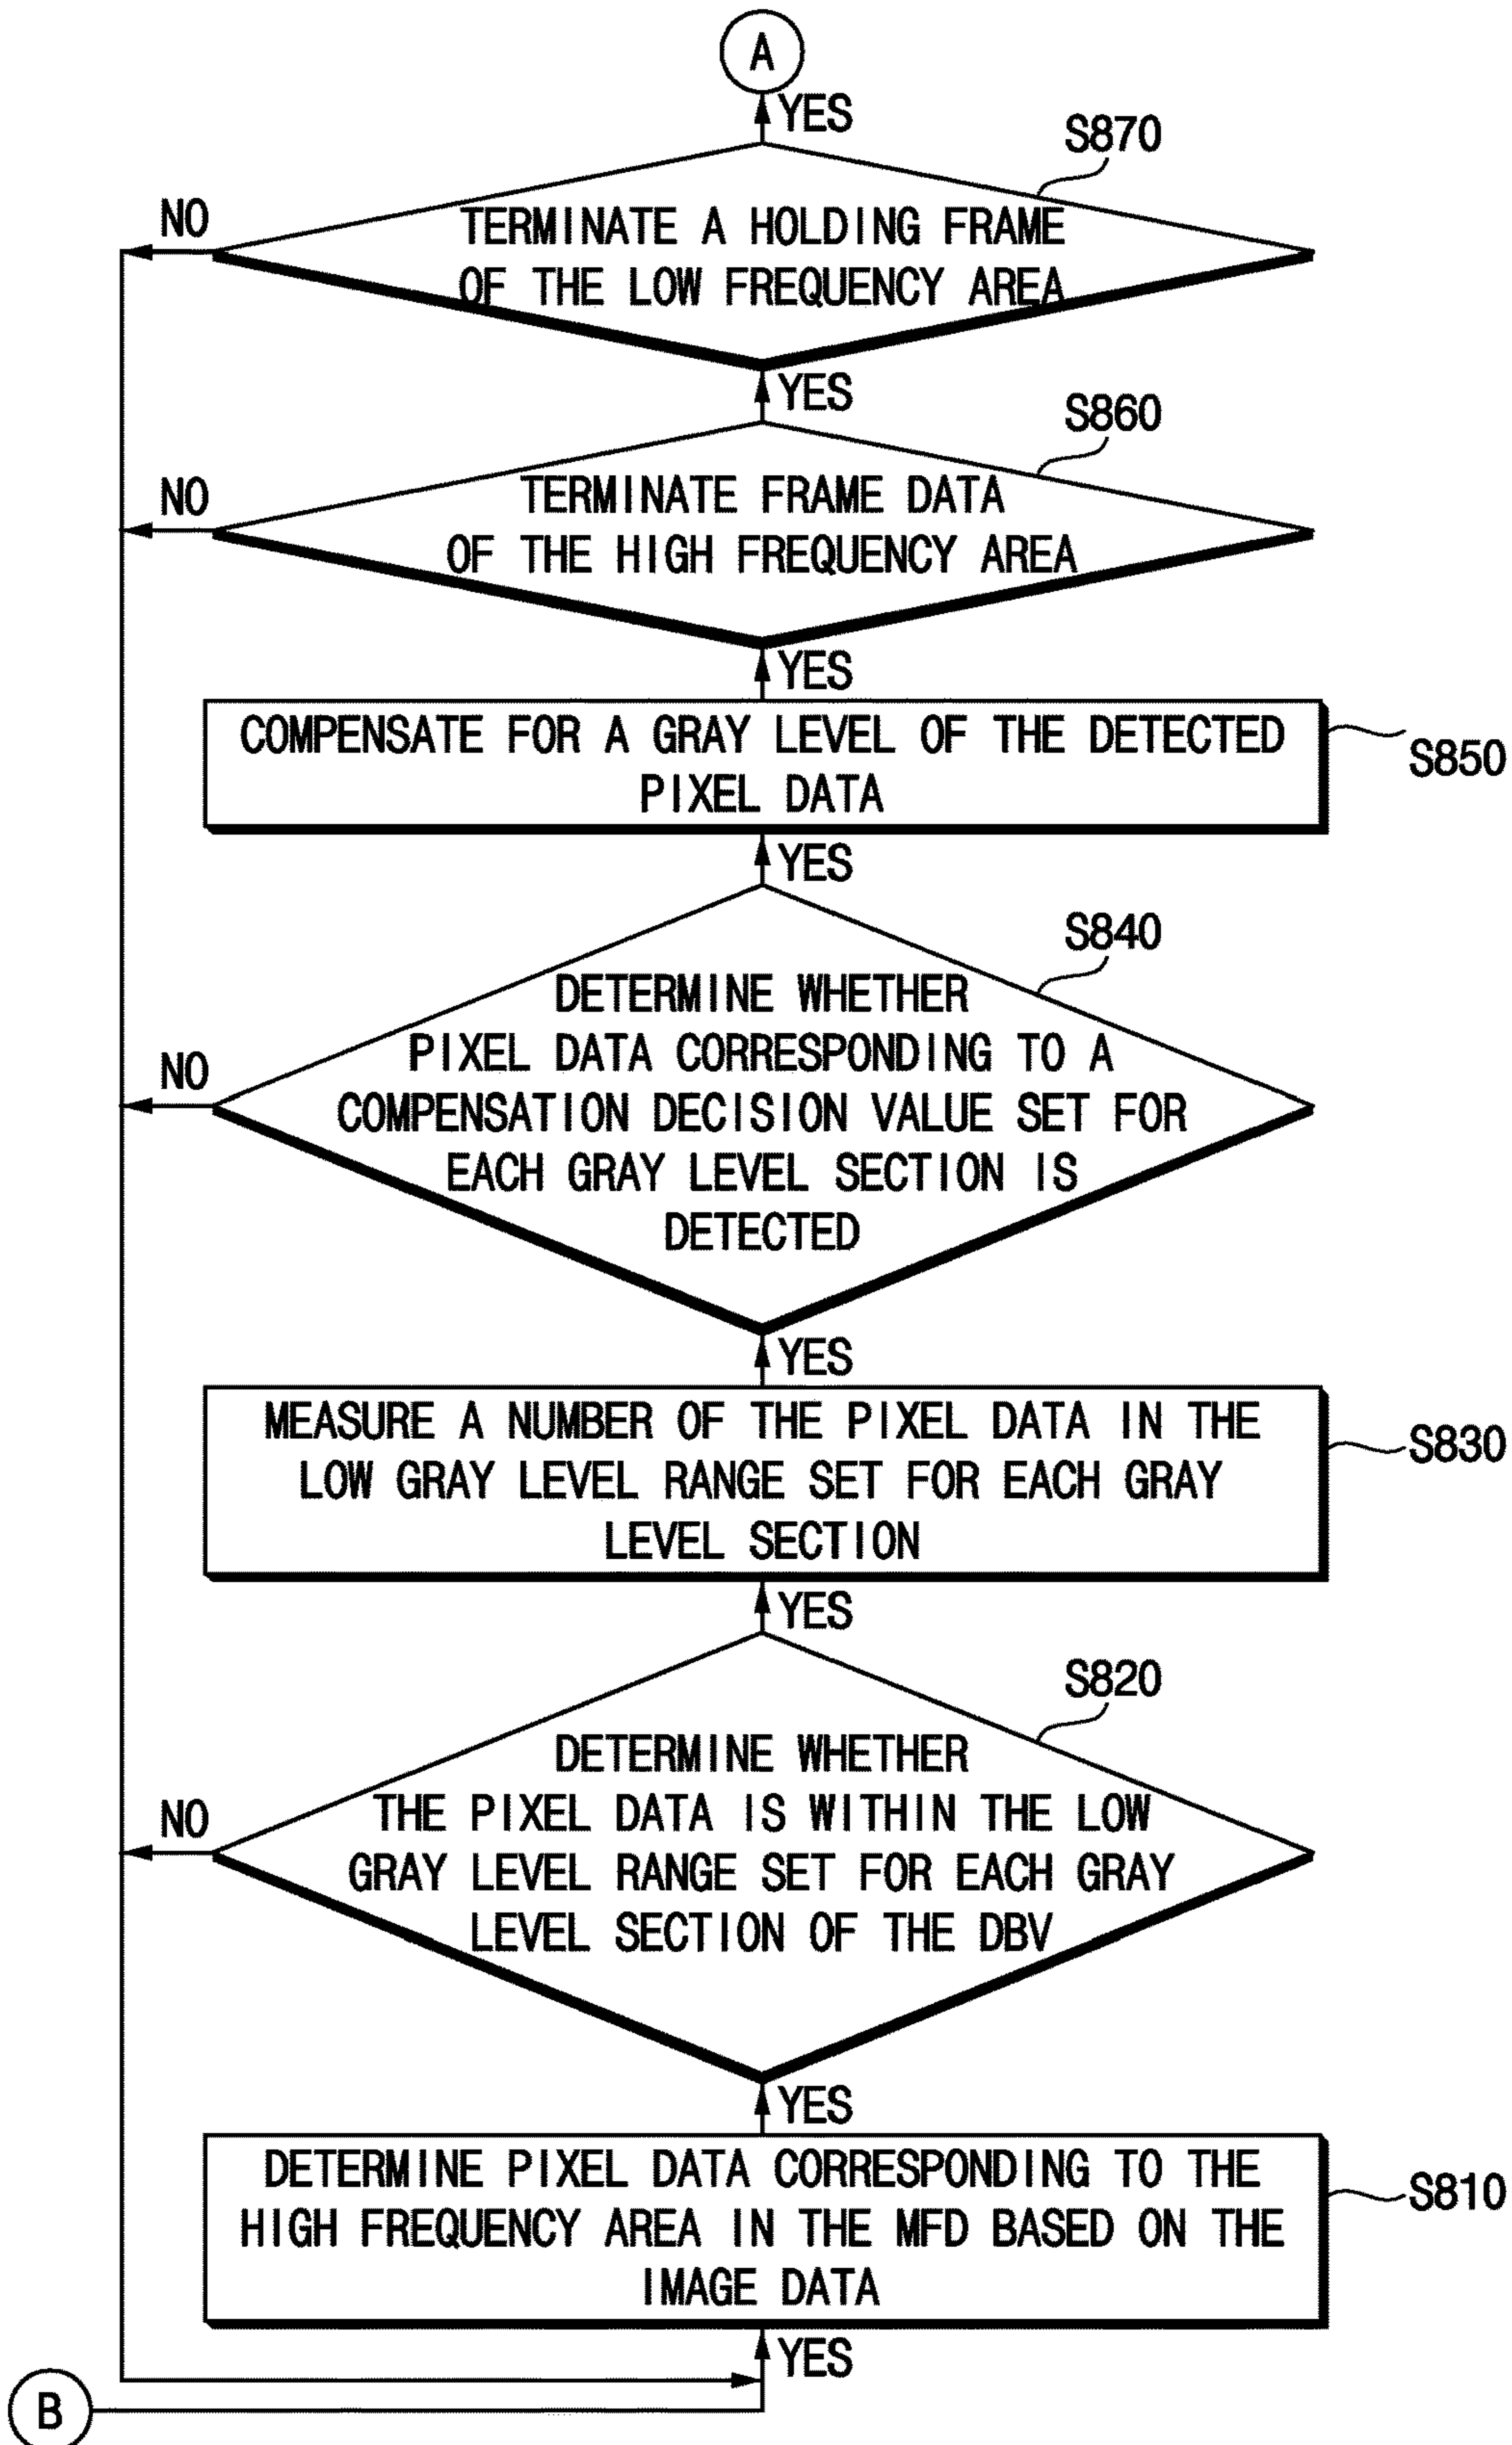 A
YES
S870
NO
TERMINATE A HOLDING FRAME
OF THE LOW FREQUENCY AREA
YES
S860
NO
TERMINATE FRAME DATA
OF THE HIGH FREQUENCY AREA
YES
COMPENSATE FOR A GRAY LEVEL OF THE DETECTED
PIXEL DATA
S850
YES
S840
NO
DETERMINE WHETHER
PIXEL DATA CORRESPONDING TO A
COMPENSATION DECISION VALUE SET FOR
EACH GRAY LEVEL SECTION IS
DETECTED
YES
MEASURE A NUMBER OF THE PIXEL DATA IN THE
LOW GRAY LEVEL RANGE SET FOR EACH GRAY
LEVEL SECTION
S830
YES
S820
NO
DETERMINE WHETHER
THE PIXEL DATA IS WITHIN THE LOW
GRAY LEVEL RANGE SET FOR EACH GRAY
LEVEL SECTION OF THE DBV
YES
DETERMINE PIXEL DATA CORRESPONDING TO THE
HIGH FREQUENCY AREA IN THE MFD BASED ON THE
IMAGE DATA
S810
YES
B